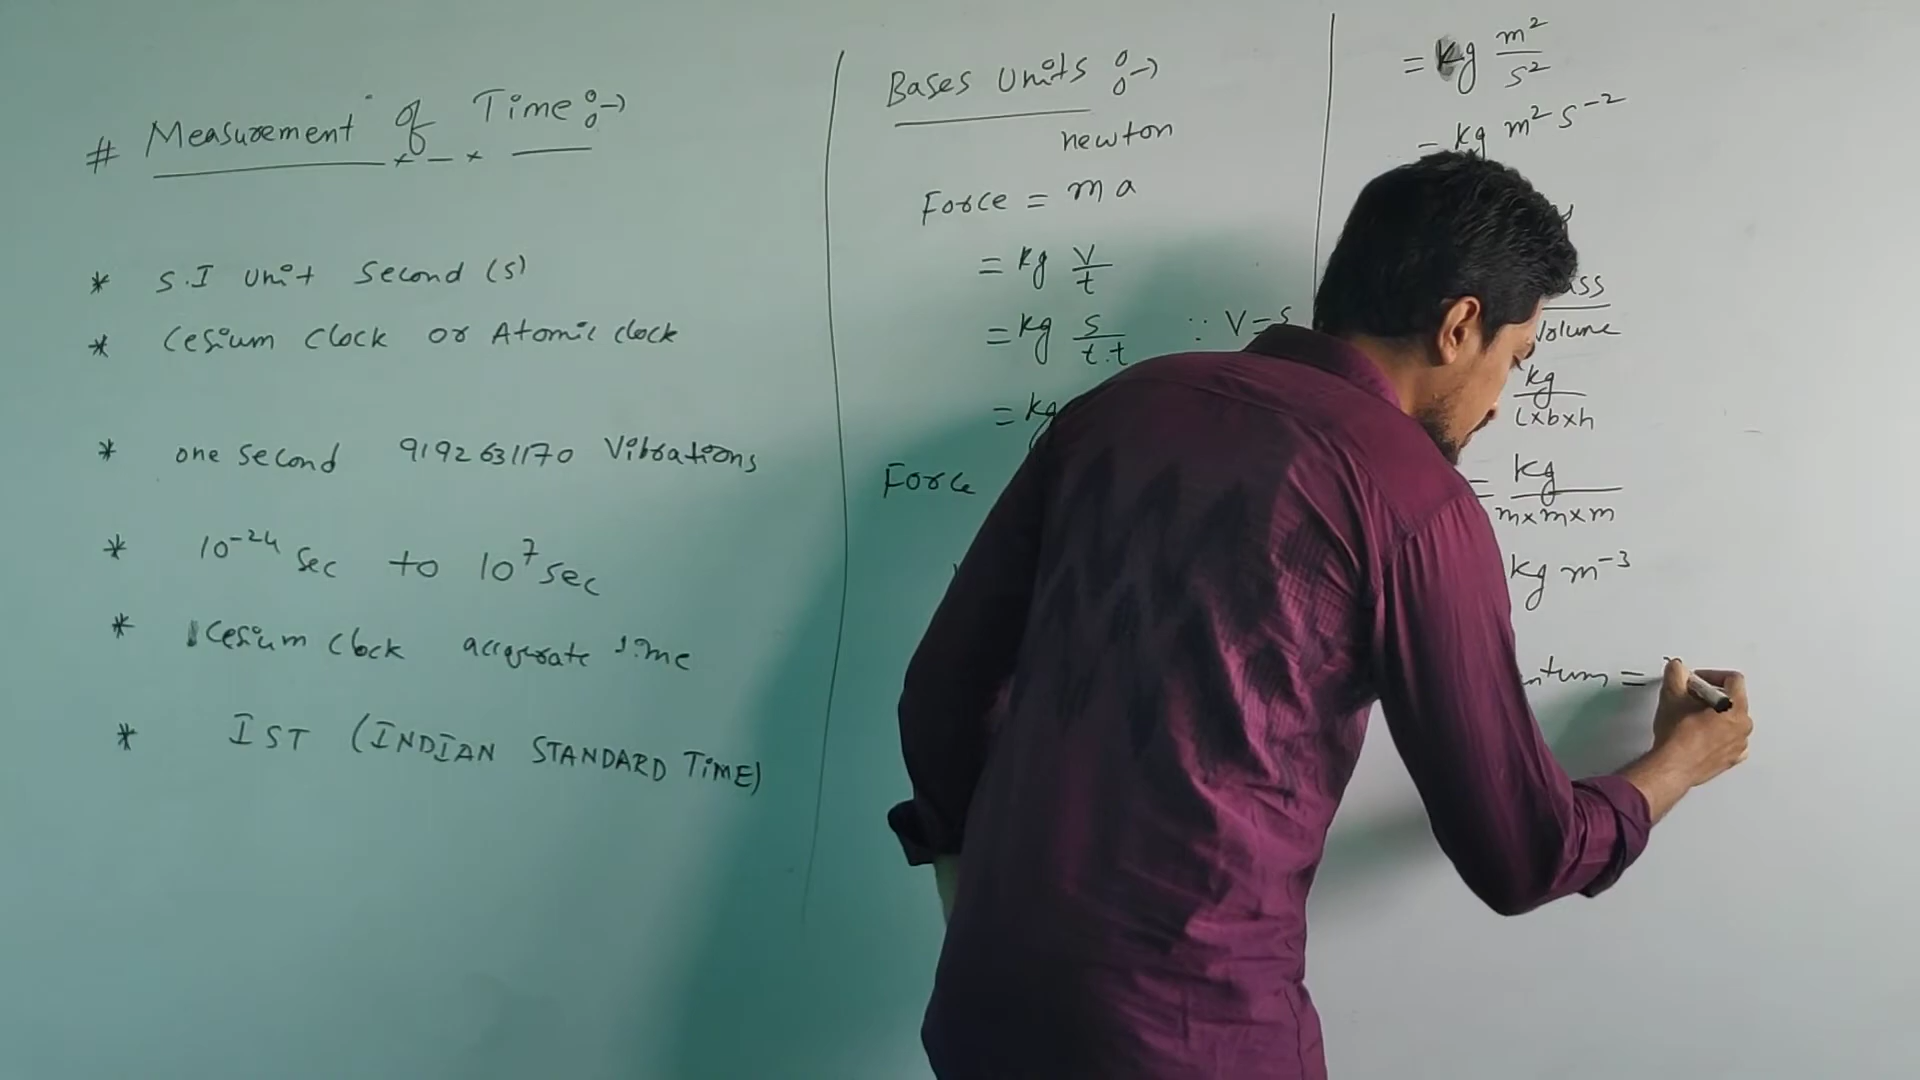 # Measurement of Time :→
* S.I Unit Second (s)
* Cesium Clock or Atomic clock
* one second 9192631170 Vibrations
* 10⁻²⁴ sec to 10⁷ sec
* Cesium clock accqurate time
* IST (INDIAN STANDARD TIME)
Bases Units :→
newton
Force = m a
= kg v/t
= kg s/t.t ∵ V = s
= kg
Force
= kg m²/s²
= kg m² s⁻²
Volume
kg/l×b×h
= kg/m×m×m
kg m⁻³
=